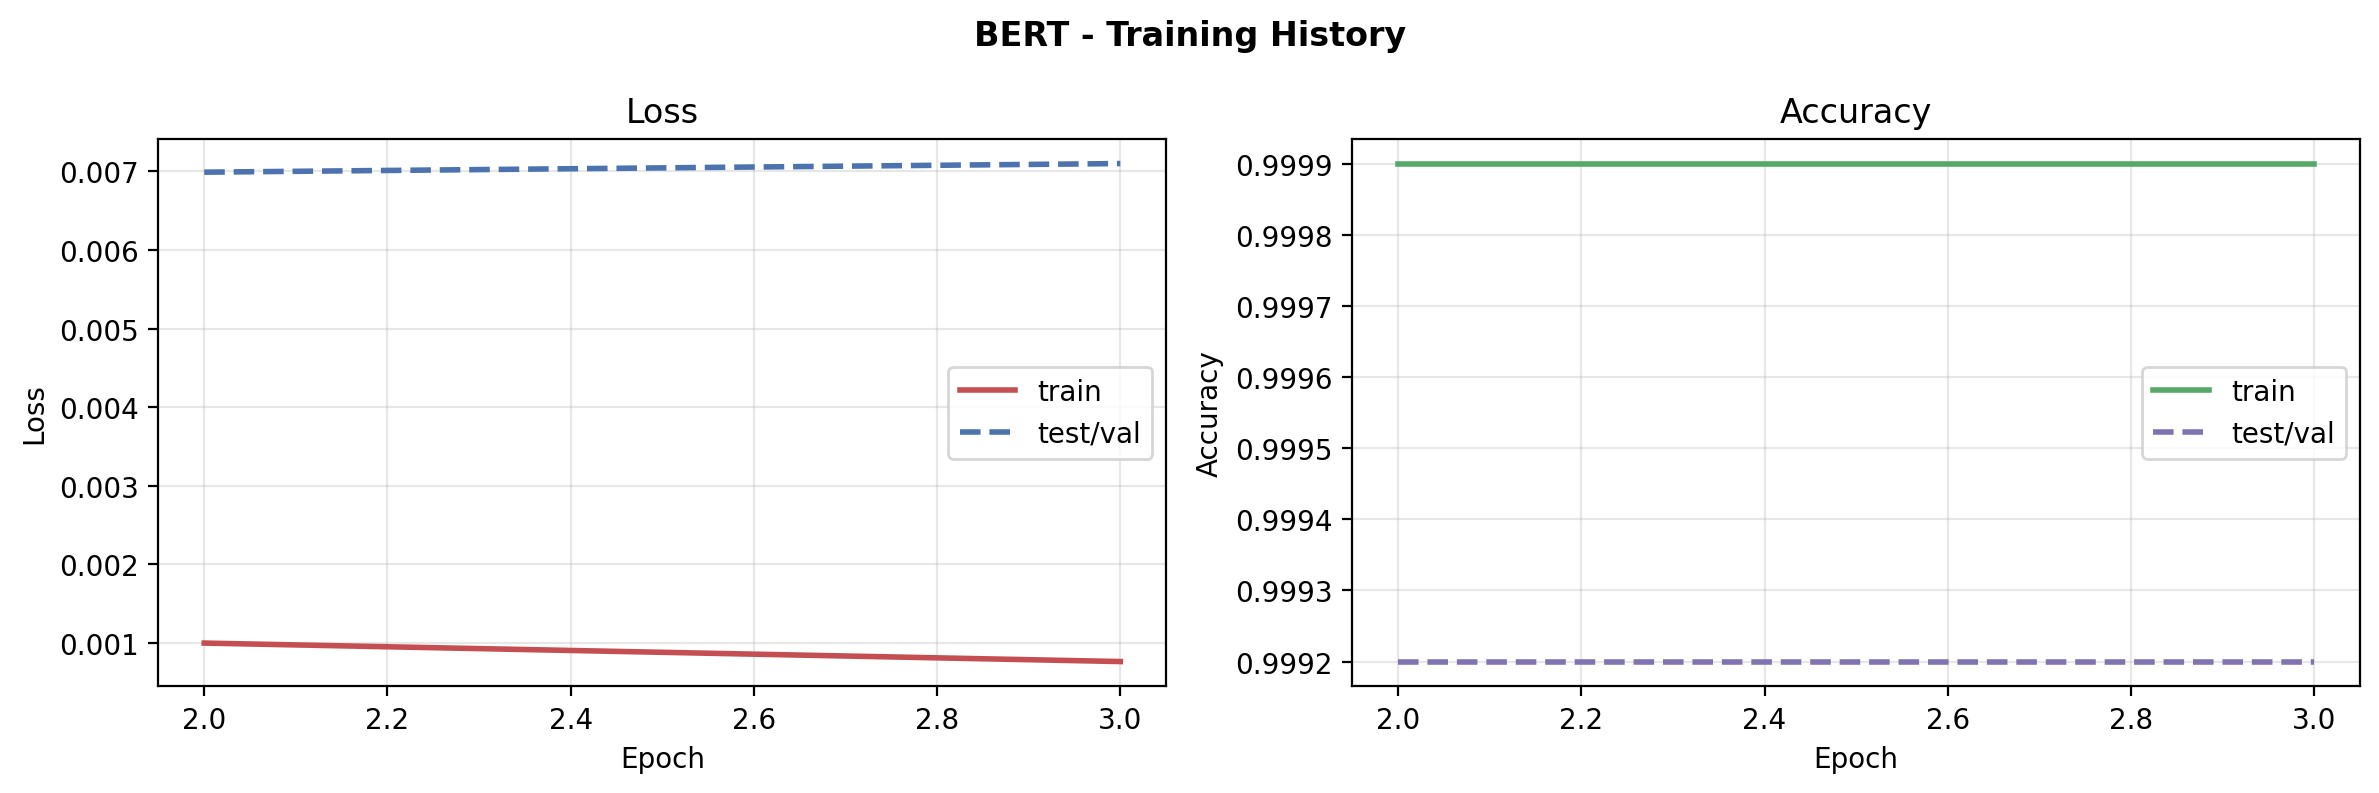 BERT - Training History
Loss
Loss
0.007
0.006
0.005
0.004
0.003
0.002
0.001
train
test/val
2.0 2.2 2.4 2.6 2.8 3.0
Epoch
Accuracy
Accuracy
0.9999
0.9998
0.9997
0.9996
0.9995
0.9994
0.9993
0.9992
train
test/val
2.0 2.2 2.4 2.6 2.8 3.0
Epoch